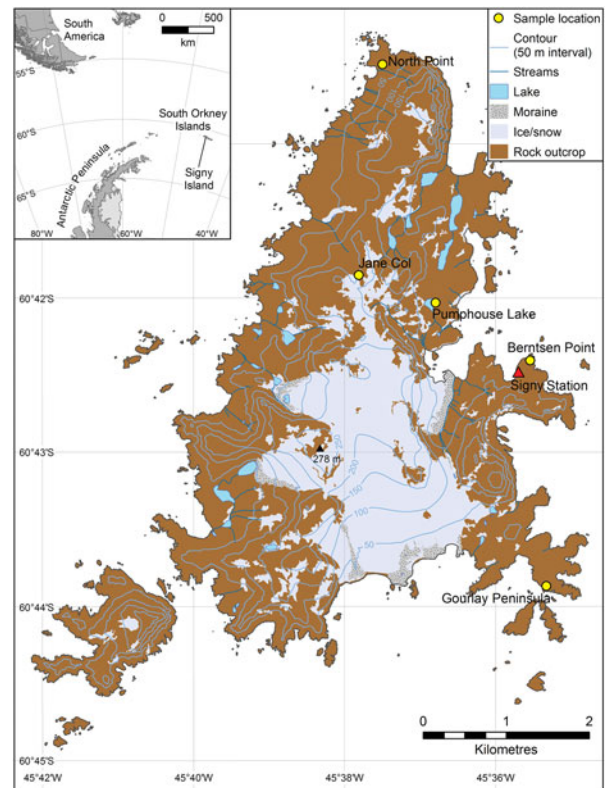 South
America
0 500
km
55°S
60°S
65°S
South Orkney
Islands
Signy
Island
Antarctic Peninsula
80°W
60°W
40°W
Sample location
Contour
(50 m interval)
Streams
Lake
Moraine
Ice/snow
Rock outcrop
North Point
Jane Col
Pumphouse Lake
Berntsen Point
Signy Station
278 m
250
200
150
100
50
Gourlay Peninsula
60°42'S
60°43'S
60°44'S
60°45'S
0 1 2
Kilometres
45°42'W
45°40'W
45°38'W
45°36'W